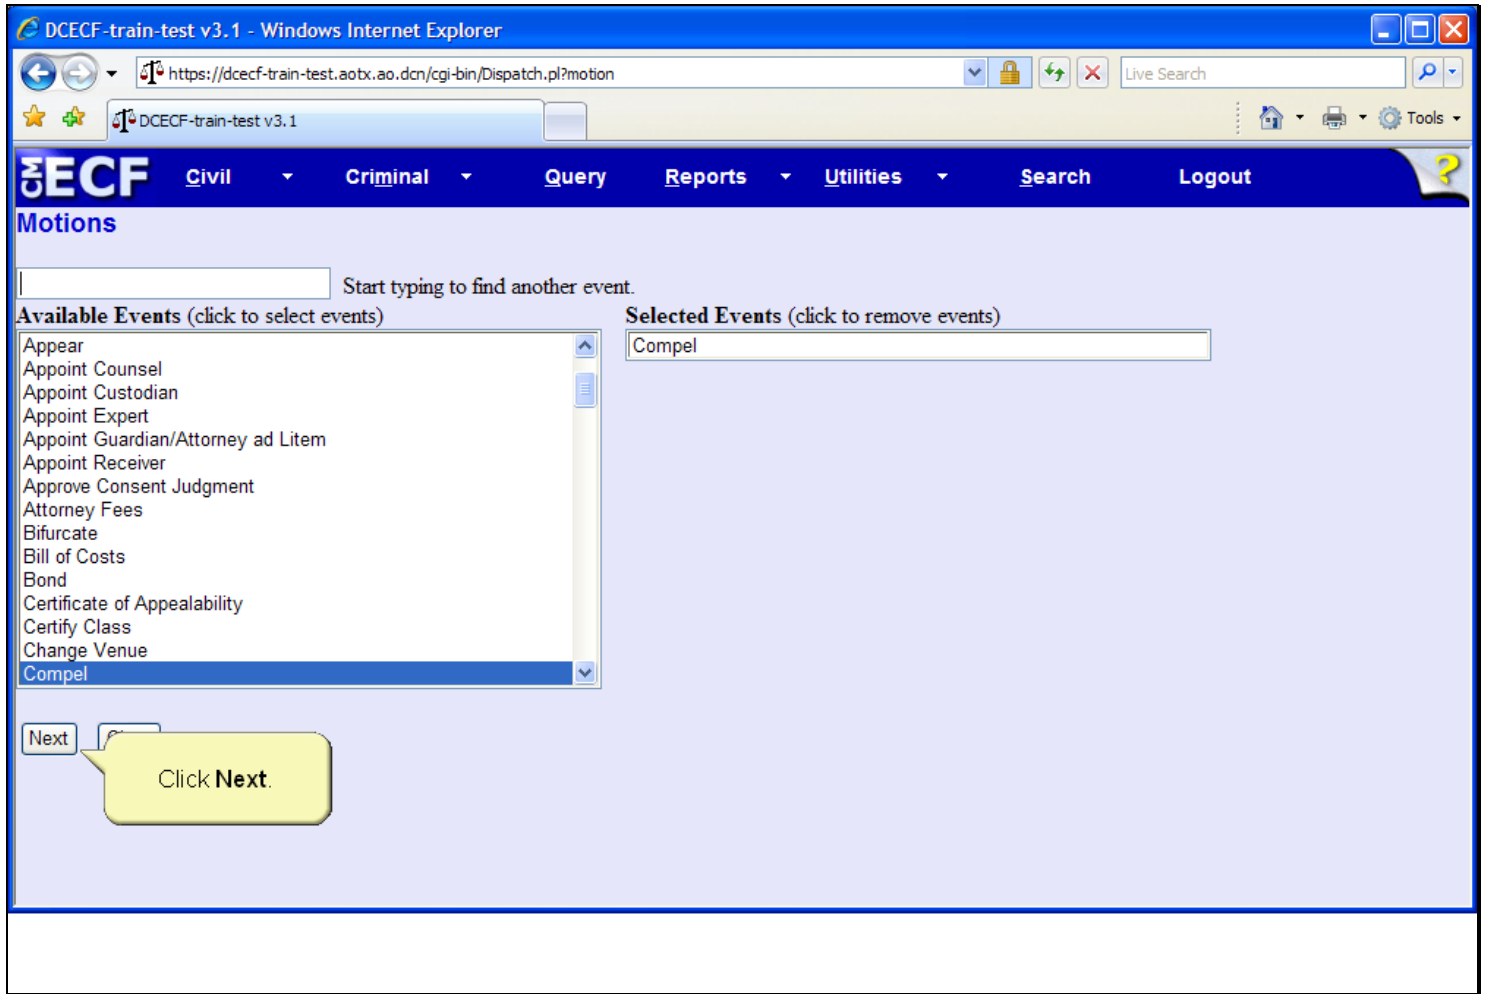 DCECF-train-test v3.1 - Windows Internet Explorer
https://dcecf-train-test.aotx.ao.dcn/cgi-bin/Dispatch.pl?motion
Live Search
DCECF-train-test v3.1
Tools
CM ECF Civil Criminal Query Reports Utilities Search Logout ?
Motions
Start typing to find another event.
Available Events (click to select events)
Selected Events (click to remove events)
Appear
Compel
Appoint Counsel
Appoint Custodian
Appoint Expert
Appoint Guardian/Attorney ad Litem
Appoint Receiver
Approve Consent Judgment
Attorney Fees
Bifurcate
Bill of Costs
Bond
Certificate of Appealability
Certify Class
Change Venue
Compel
Next
Click Next.